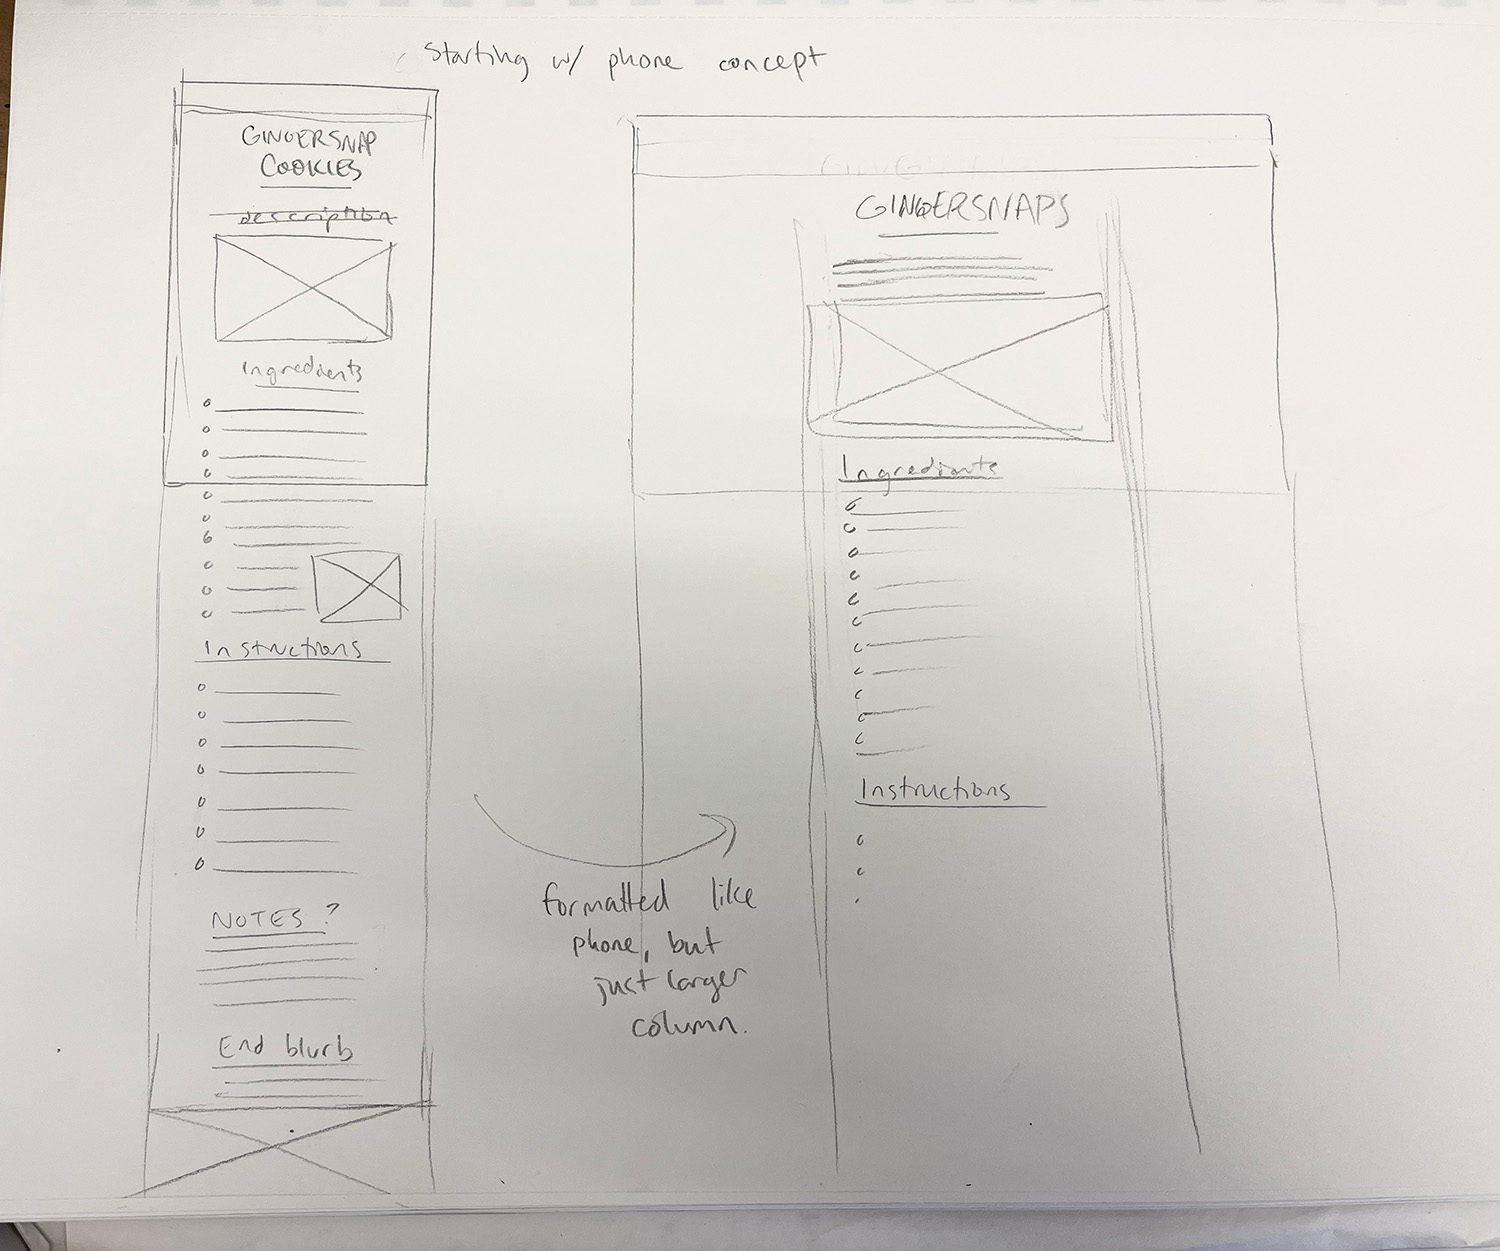 Starting w/ phone concept
GINGERSNAP
COOKIES
description
Ingredients
Instructions
NOTES ?
End blurb
formatted like
phone, but
just larger
column.
GINGERSNAPS
Ingredients
Instructions